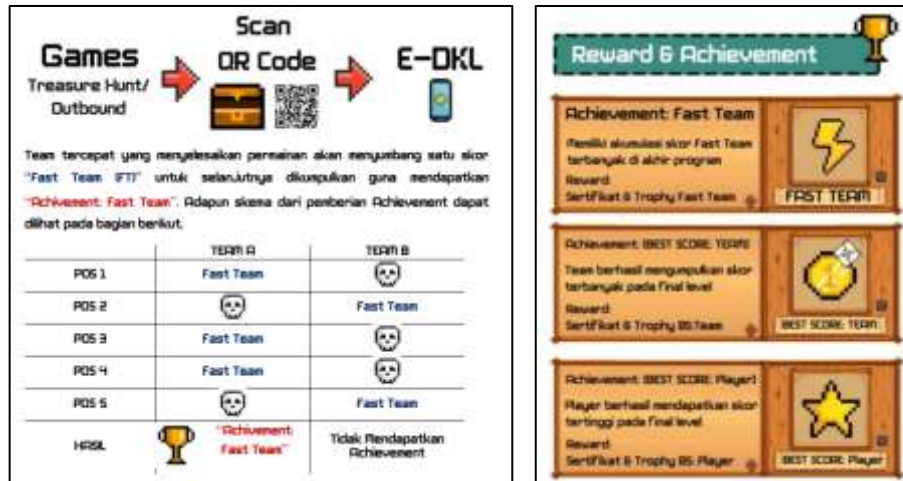 Games
Treasure Hunt/
Outbound
Scan
QR Code
E-DKL
Team tercepat yang menyelesaikan permainan akan menyumbang satu skor
"Fast Team (FT)" untuk selanjutnya dikumpulkan guna mendapatkan
"Achivement: Fast Team". Adapun skema dari pemberian Achievement dapat
dilihat pada bagian berikut.
TEAM A TEAM B
POS 1 Fast Team
POS 2 Fast Team
POS 3 Fast Team
POS 4 Fast Team
POS 5 Fast Team
HASIL "Achivement: Fast Team" Tidak Mendapatkan Achievement
Reward & Achievement
Achievement: Fast Team
Memiliki akumulasi skor Fast Team
terbanyak di akhir program
Reward:
Sertifikat & Trophy Fast Team
FAST TEAM
Achievement: (BEST SCORE: TEAM)
Team berhasil mengumpulkan skor
terbanyak pada final level
Reward:
Sertifikat & Trophy BS:Team
BEST SCORE: TEAM
Achievement: (BEST SCORE: Player)
Player berhasil mendapatkan skor
tertinggi pada final level
Reward:
Sertifikat & Trophy BS: Player
BEST SCORE: Player